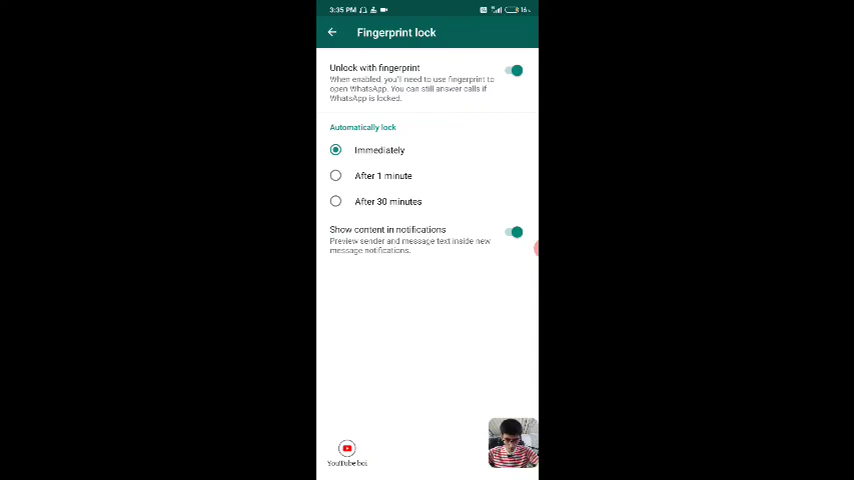 3:35 PM
16
Fingerprint lock
Unlock with fingerprint
When enabled, you'll need to use fingerprint to
open WhatsApp. You can still answer calls if
WhatsApp is locked.
Automatically lock
Immediately
After 1 minute
After 30 minutes
Show content in notifications
Preview sender and message text inside new
message notifications.
YouTube boi